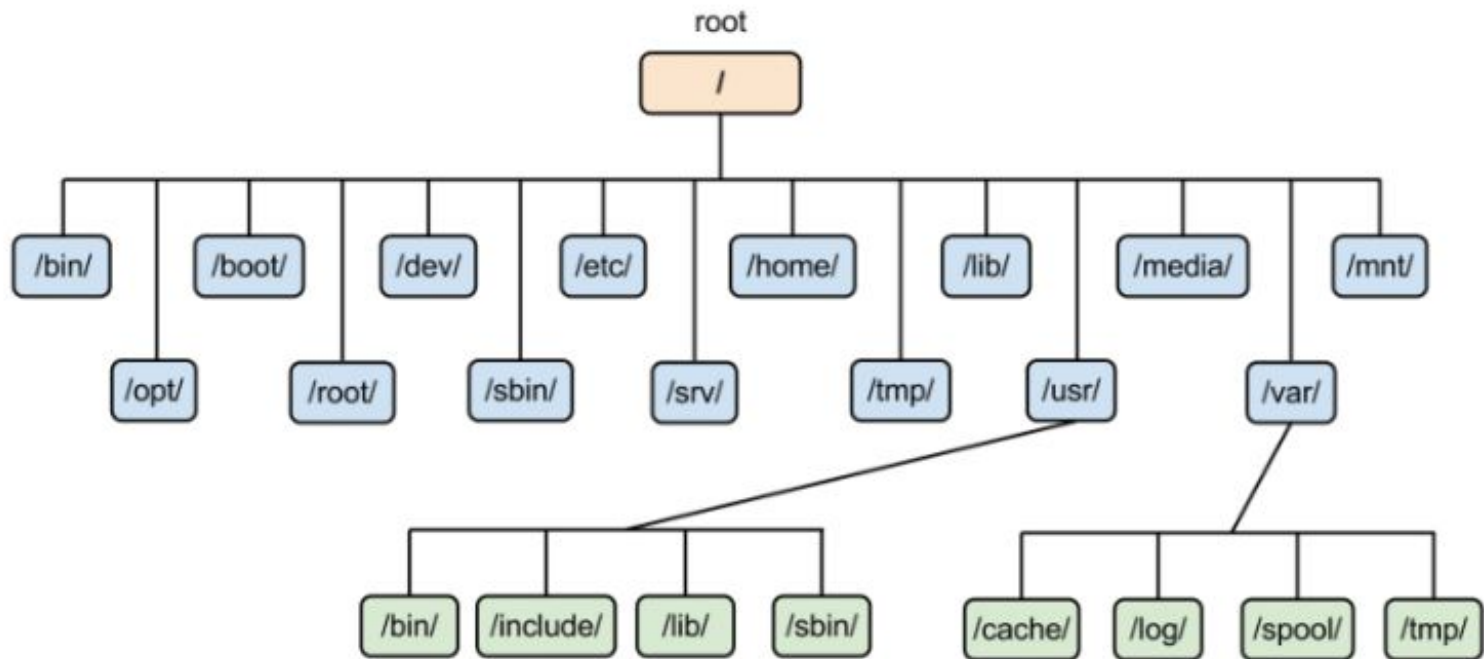 root
/
/bin/ /boot/ /dev/ /etc/ /home/ /lib/ /media/ /mnt/
/opt/ /root/ /sbin/ /srv/ /tmp/ /usr/ /var/
/bin/ /include/ /lib/ /sbin/ /cache/ /log/ /spool/ /tmp/